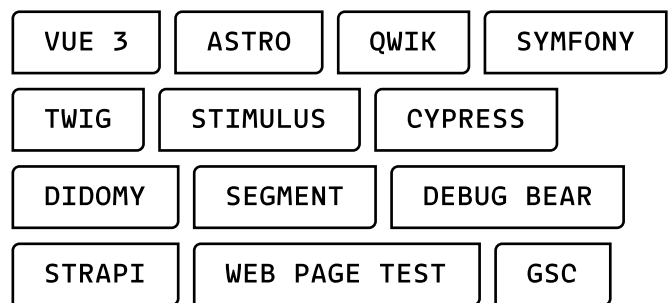 VUE 3 ASTRO QWIK SYMFONY
TWIG STIMULUS CYPRESS
DIDOMY SEGMENT DEBUG BEAR
STRAPI WEB PAGE TEST GSC